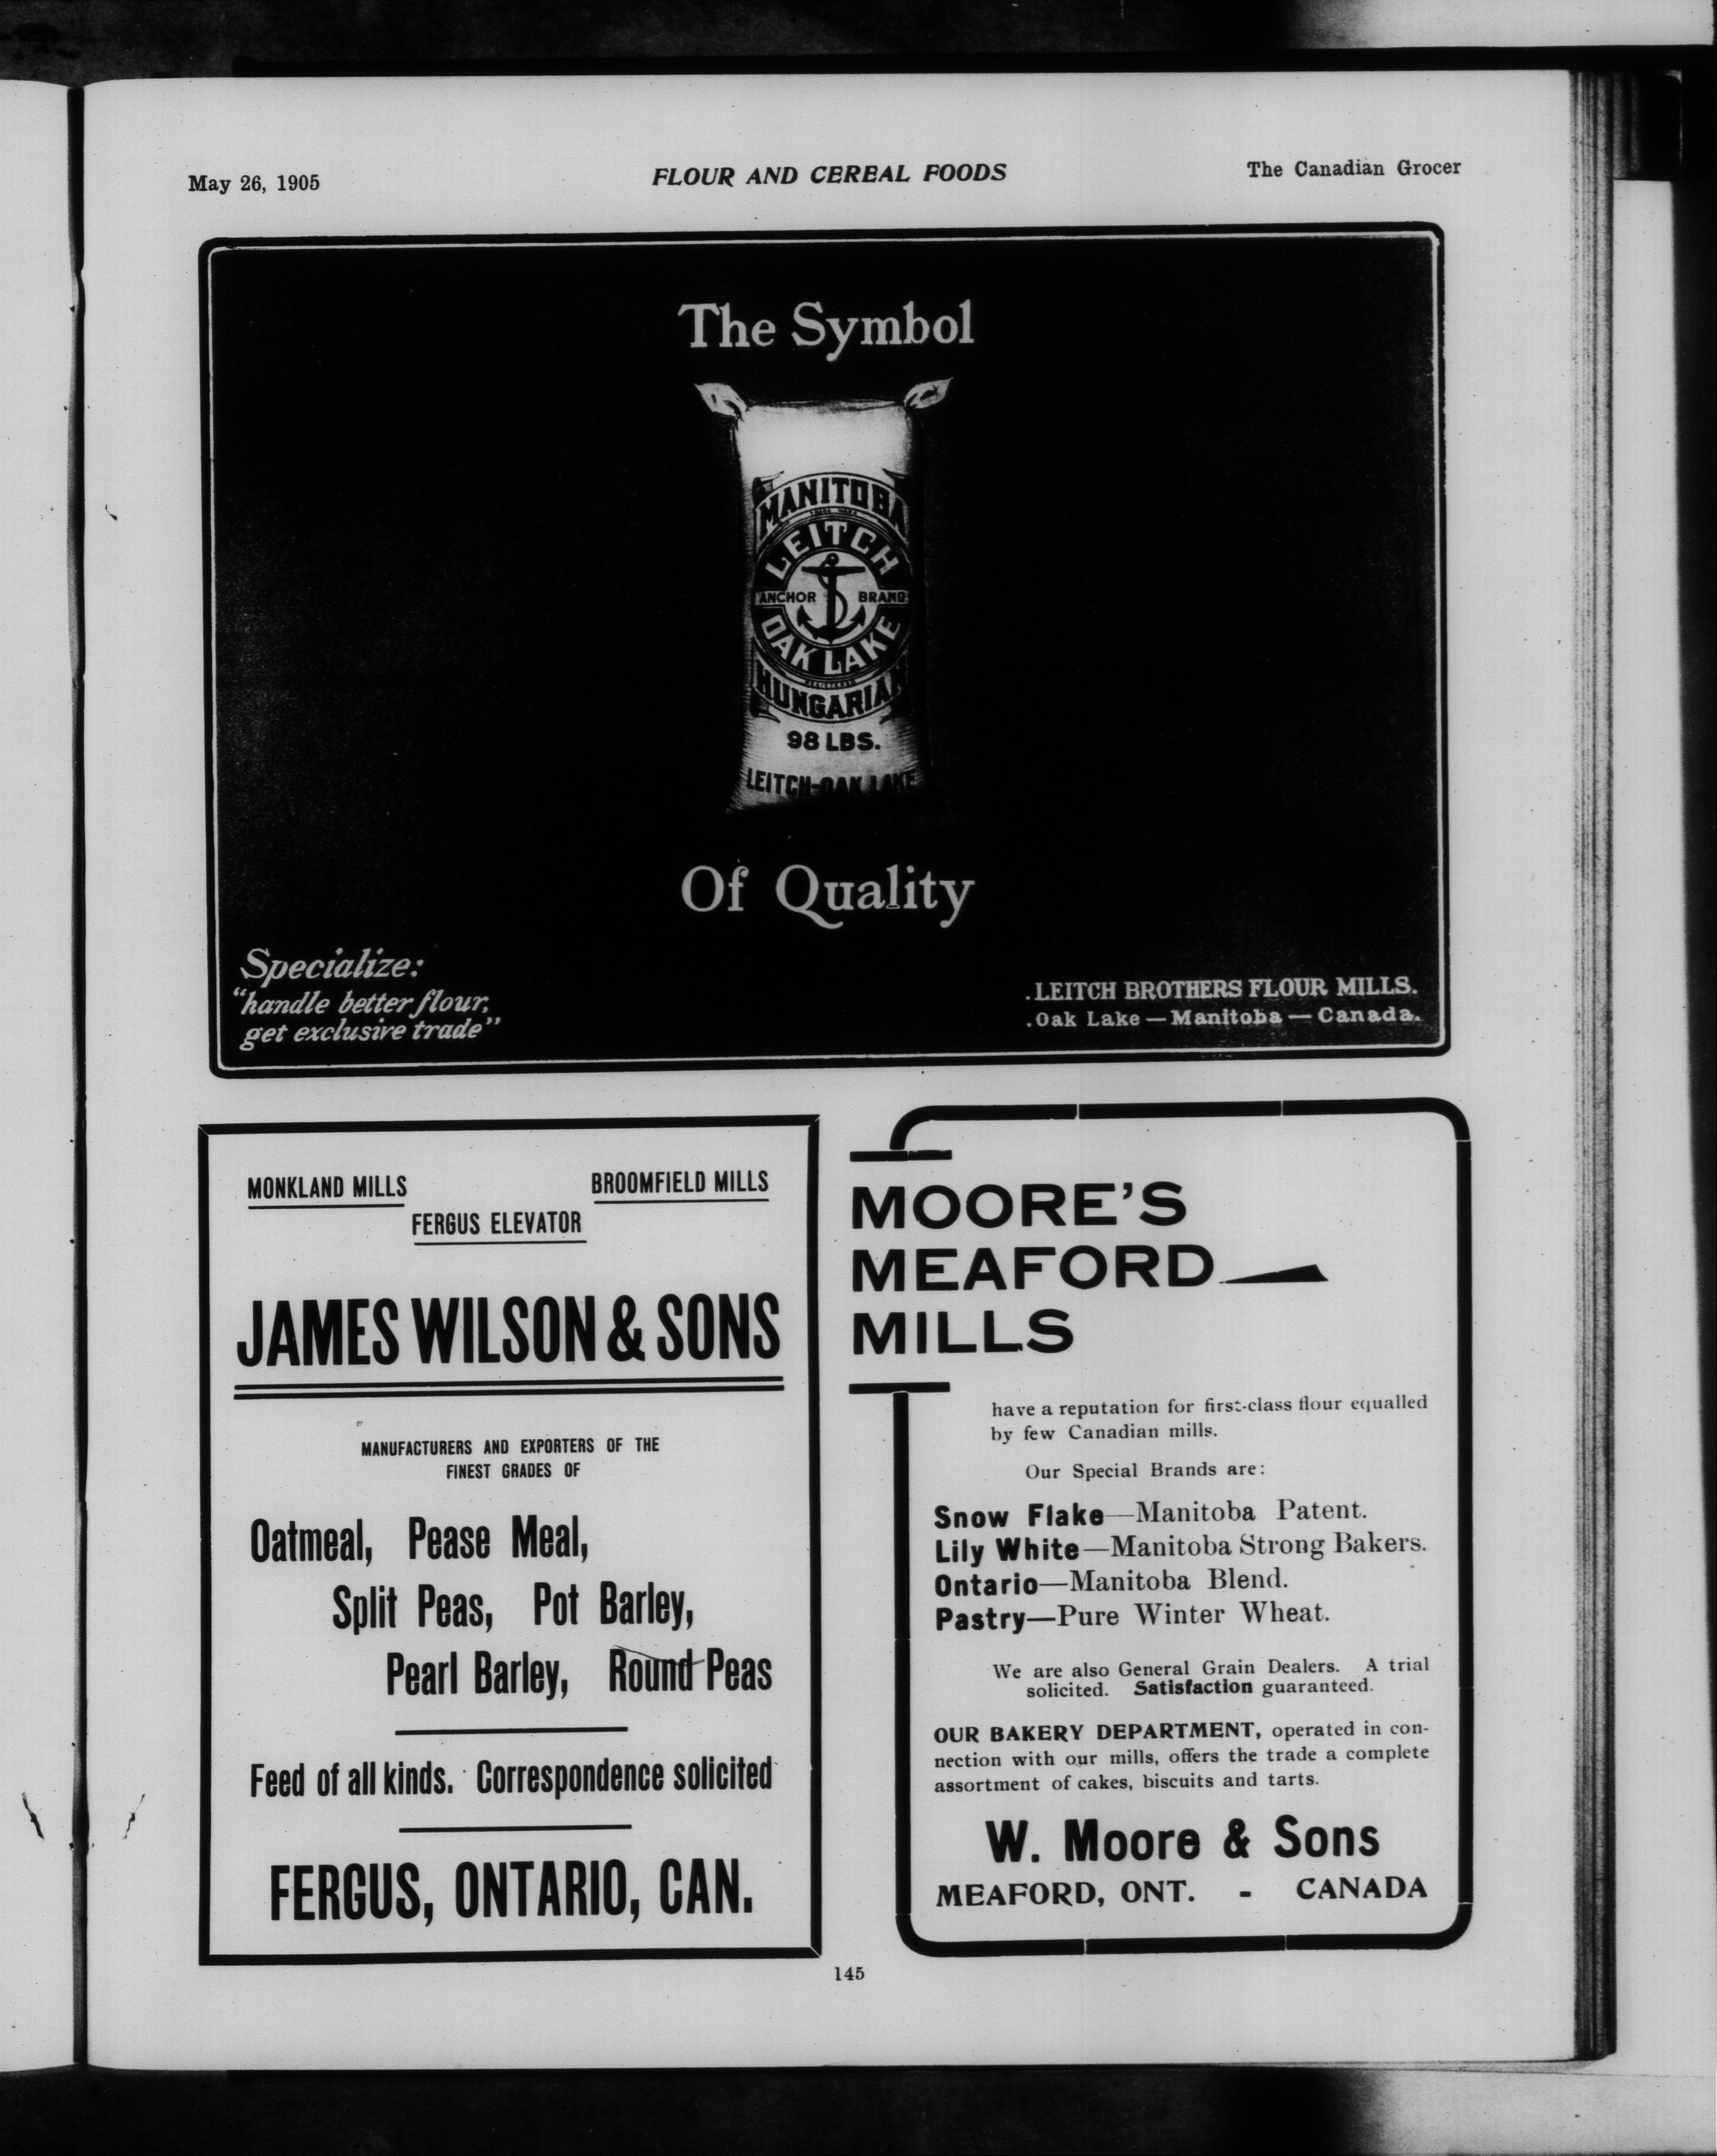 May 26, 1905
FLOUR AND CEREAL FOODS
The Canadian Grocer
The Symbol
MANITOBA
LEITCH
ANCHOR BRAND
OAK LAKE
HUNGARIAN
98 LBS.
LEITCH-OAK LAKE
Of Quality
Specialize:
“handle better flour,
get exclusive trade”
.LEITCH BROTHERS FLOUR MILLS.
.Oak Lake — Manitoba — Canada.
MONKLAND MILLS
BROOMFIELD MILLS
FERGUS ELEVATOR
JAMES WILSON & SONS
MANUFACTURERS AND EXPORTERS OF THE
FINEST GRADES OF
Oatmeal, Pease Meal,
Split Peas, Pot Barley,
Pearl Barley, Round Peas
Feed of all kinds. Correspondence solicited
FERGUS, ONTARIO, CAN.
MOORE’S
MEAFORD
MILLS
have a reputation for first-class flour equalled
by few Canadian mills.
Our Special Brands are:
Snow Flake—Manitoba Patent.
Lily White—Manitoba Strong Bakers.
Ontario—Manitoba Blend.
Pastry—Pure Winter Wheat.
We are also General Grain Dealers. A trial
solicited. Satisfaction guaranteed.
OUR BAKERY DEPARTMENT, operated in con-
nection with our mills, offers the trade a complete
assortment of cakes, biscuits and tarts.
W. Moore & Sons
MEAFORD, ONT. - CANADA
145